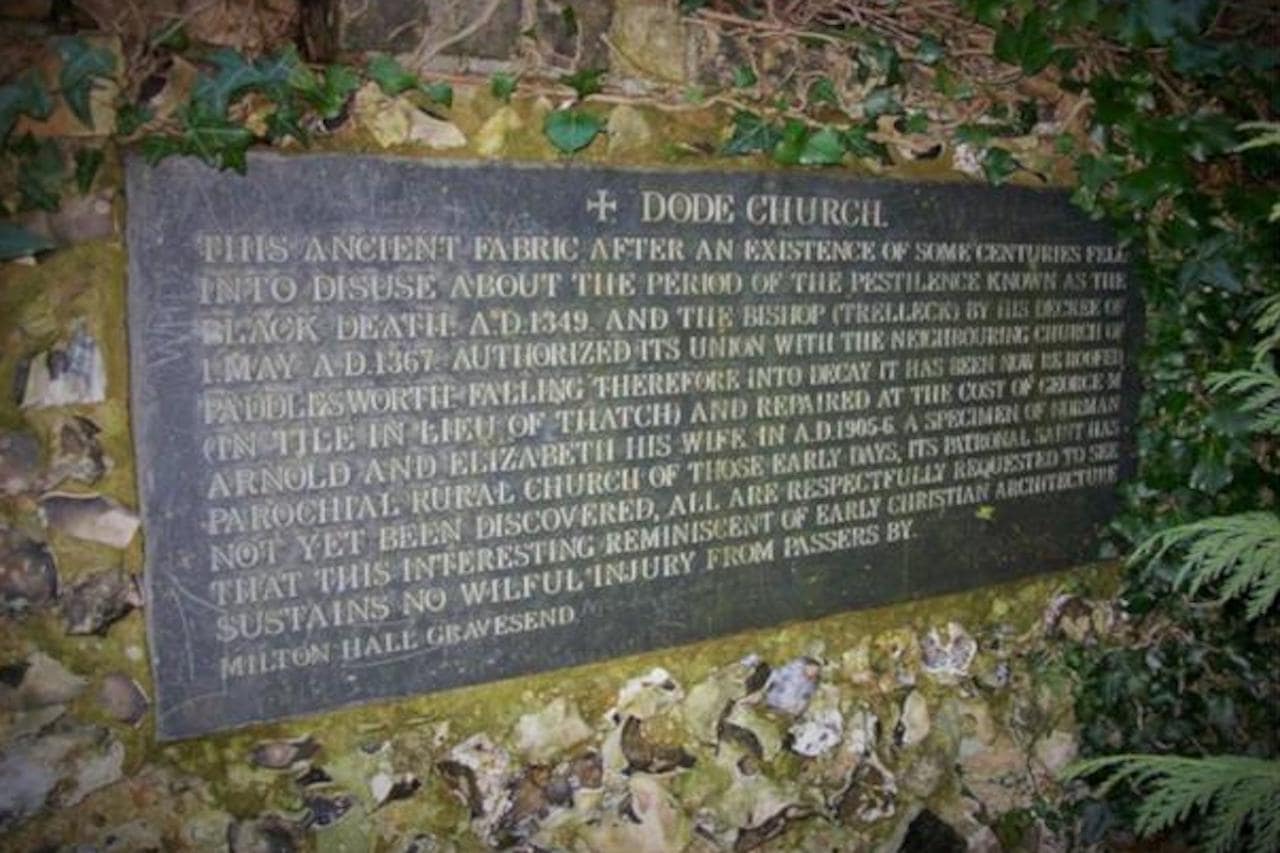 ✠ DODE CHURCH.
THIS ANCIENT FABRIC AFTER AN EXISTENCE OF SOME CENTURIES FELL
INTO DISUSE ABOUT THE PERIOD OF THE PESTILENCE KNOWN AS THE
BLACK DEATH. A.D.1349. AND THE BISHOP (TRELLECK) BY HIS DECREE OF
1.MAY A.D.1367. AUTHORIZED ITS UNION WITH THE NEIGHBOURING CHURCH OF
PADDLESWORTH. FALLING THEREFORE INTO DECAY IT HAS BEEN NOW RE.ROOFED
(IN TILE IN LIEU OF THATCH) AND REPAIRED AT THE COST OF GEORGE M
ARNOLD AND ELIZABETH HIS WIFE IN A.D.1905-6. A SPECIMEN OF NORMAN
PAROCHIAL RURAL CHURCH OF THOSE EARLY DAYS, ITS PATRONAL SAINT HAS
NOT YET BEEN DISCOVERED, ALL ARE RESPECTFULLY REQUESTED TO SEE
THAT THIS INTERESTING REMINISCENT OF EARLY CHRISTIAN ARCHITECTURE
SUSTAINS NO WILFUL INJURY FROM PASSERS BY.
MILTON HALL GRAVESEND.